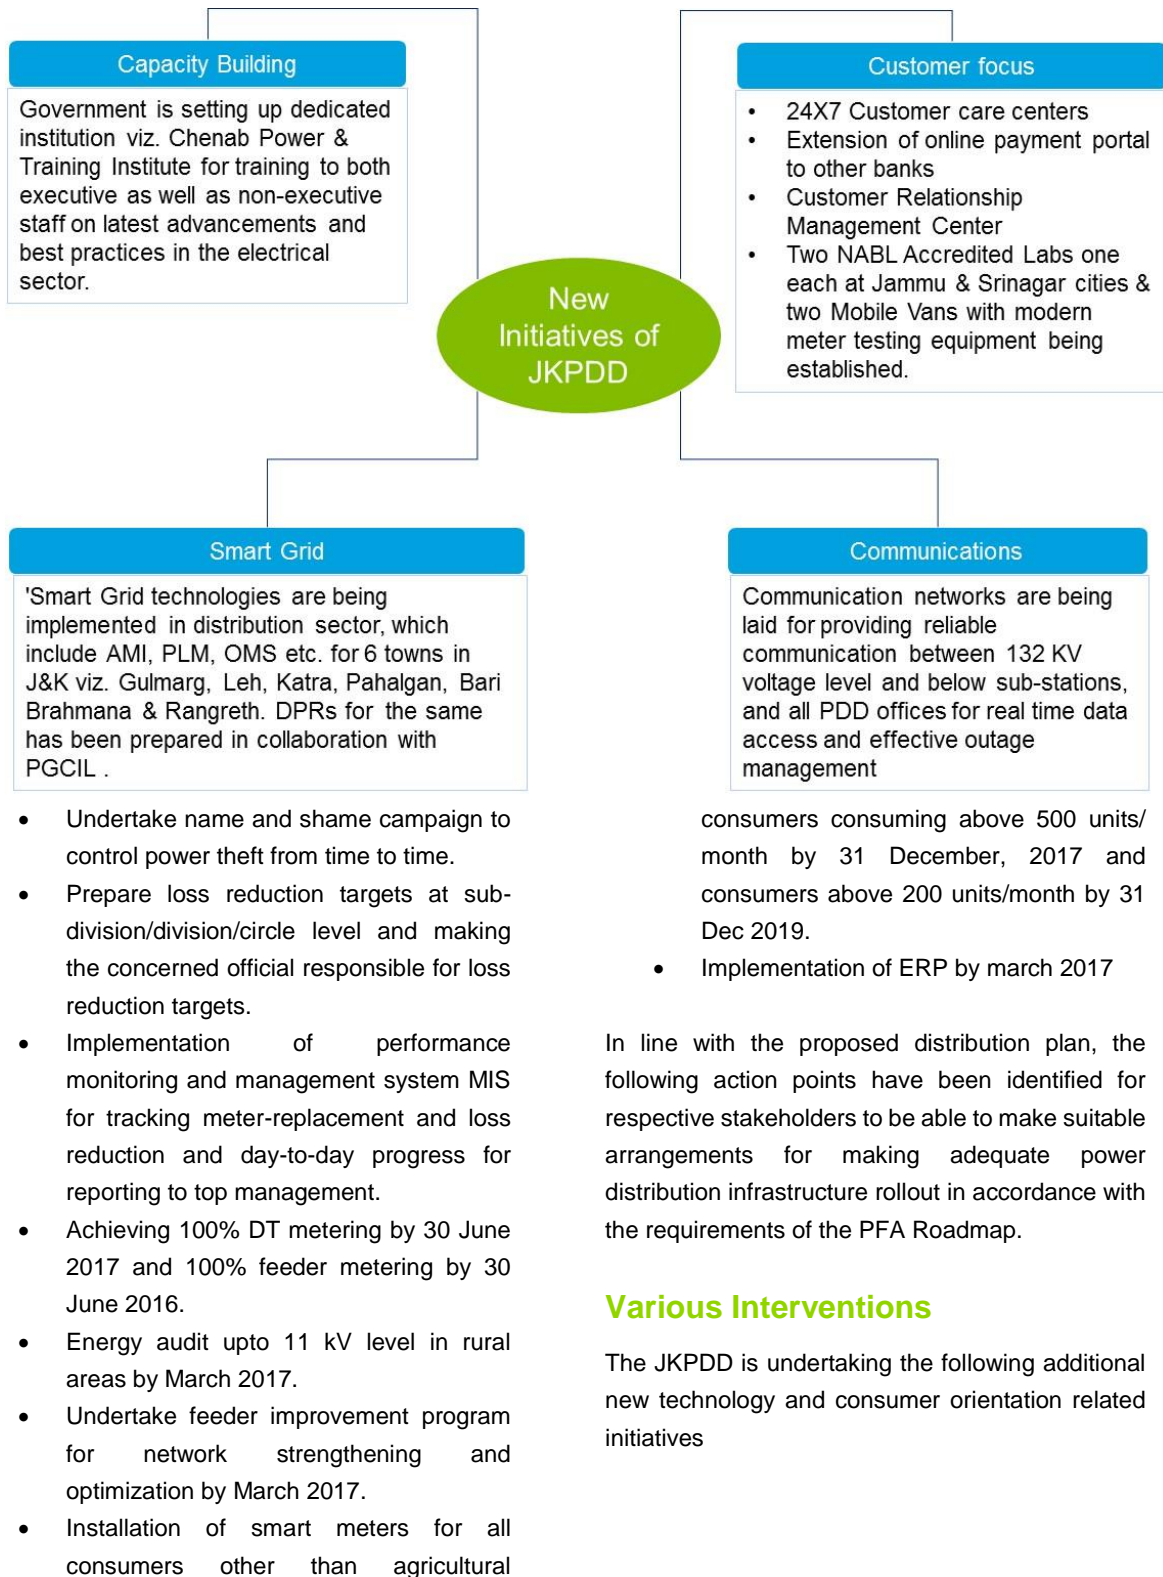 Capacity Building
Government is setting up dedicated
institution viz. Chenab Power &
Training Institute for training to both
executive as well as non-executive
staff on latest advancements and
best practices in the electrical
sector.
Customer focus
• 24X7 Customer care centers
• Extension of online payment portal
to other banks
• Customer Relationship
Management Center
• Two NABL Accredited Labs one
each at Jammu & Srinagar cities &
two Mobile Vans with modern
meter testing equipment being
established.
New
Initiatives of
JKPDD
Smart Grid
'Smart Grid technologies are being
implemented in distribution sector, which
include AMI, PLM, OMS etc. for 6 towns in
J&K viz. Gulmarg, Leh, Katra, Pahalgan, Bari
Brahmana & Rangreth. DPRs for the same
has been prepared in collaboration with
PGCIL .
Communications
Communication networks are being
laid for providing reliable
communication between 132 KV
voltage level and below sub-stations,
and all PDD offices for real time data
access and effective outage
management
• Undertake name and shame campaign to
control power theft from time to time.
• Prepare loss reduction targets at sub-
division/division/circle level and making
the concerned official responsible for loss
reduction targets.
• Implementation of performance
monitoring and management system MIS
for tracking meter-replacement and loss
reduction and day-to-day progress for
reporting to top management.
• Achieving 100% DT metering by 30 June
2017 and 100% feeder metering by 30
June 2016.
• Energy audit upto 11 kV level in rural
areas by March 2017.
• Undertake feeder improvement program
for network strengthening and
optimization by March 2017.
• Installation of smart meters for all
consumers other than agricultural
consumers consuming above 500 units/
month by 31 December, 2017 and
consumers above 200 units/month by 31
Dec 2019.
• Implementation of ERP by march 2017
In line with the proposed distribution plan, the
following action points have been identified for
respective stakeholders to be able to make suitable
arrangements for making adequate power
distribution infrastructure rollout in accordance with
the requirements of the PFA Roadmap.
Various Interventions
The JKPDD is undertaking the following additional
new technology and consumer orientation related
initiatives